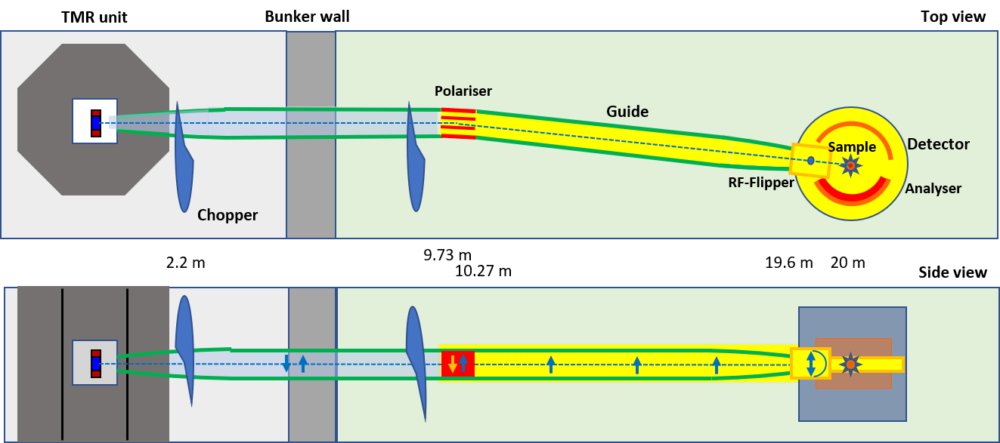 TMR unit
Bunker wall
Top view
Polariser
Guide
Sample
Detector
RF-Flipper
Analyser
Chopper
9.73 m
2.2 m
10.27 m
19.6 m
20 m
Side view